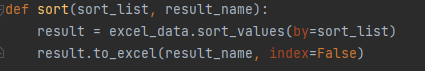 def sort(sort_list, result_name):
    result = excel_data.sort_values(by=sort_list)
    result.to_excel(result_name, index=False)